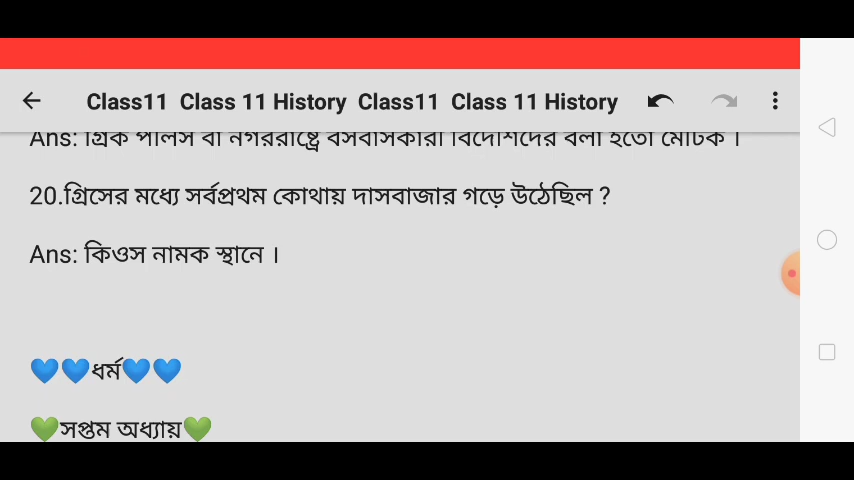 Class11 Class 11 History Class11 Class 11 History
Ans: গ্রিক পলিস বা নগররাষ্ট্রে বসবাসকারী বিদেশিদের বলা হতো মেটিক ।
20.গ্রিসের মধ্যে সর্বপ্রথম কোথায় দাসবাজার গড়ে উঠেছিল ?
Ans: কিওস নামক স্থানে ।
💙💙ধর্ম💙💙
💚সপ্তম অধ্যায়💚